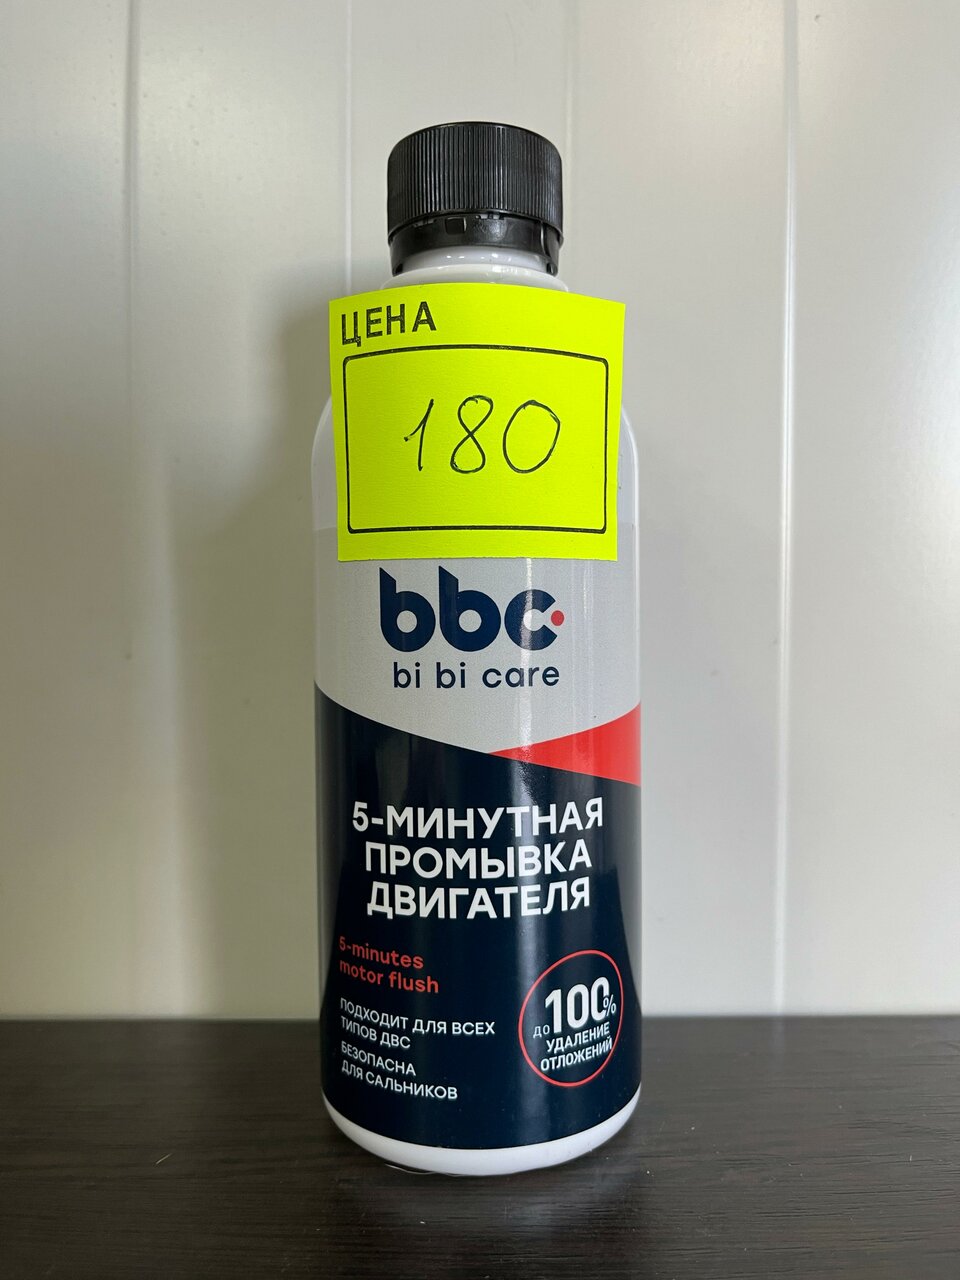 ЦЕНА
180
bbc
bi bi care
5-МИНУТНАЯ
ПРОМЫВКА
ДВИГАТЕЛЯ
5-minutes
motor flush
ПОДХОДИТ ДЛЯ ВСЕХ
ТИПОВ ДВС
БЕЗОПАСНА
ДЛЯ САЛЬНИКОВ
ДО 100%
УДАЛЕНИЕ
ОТЛОЖЕНИЙ